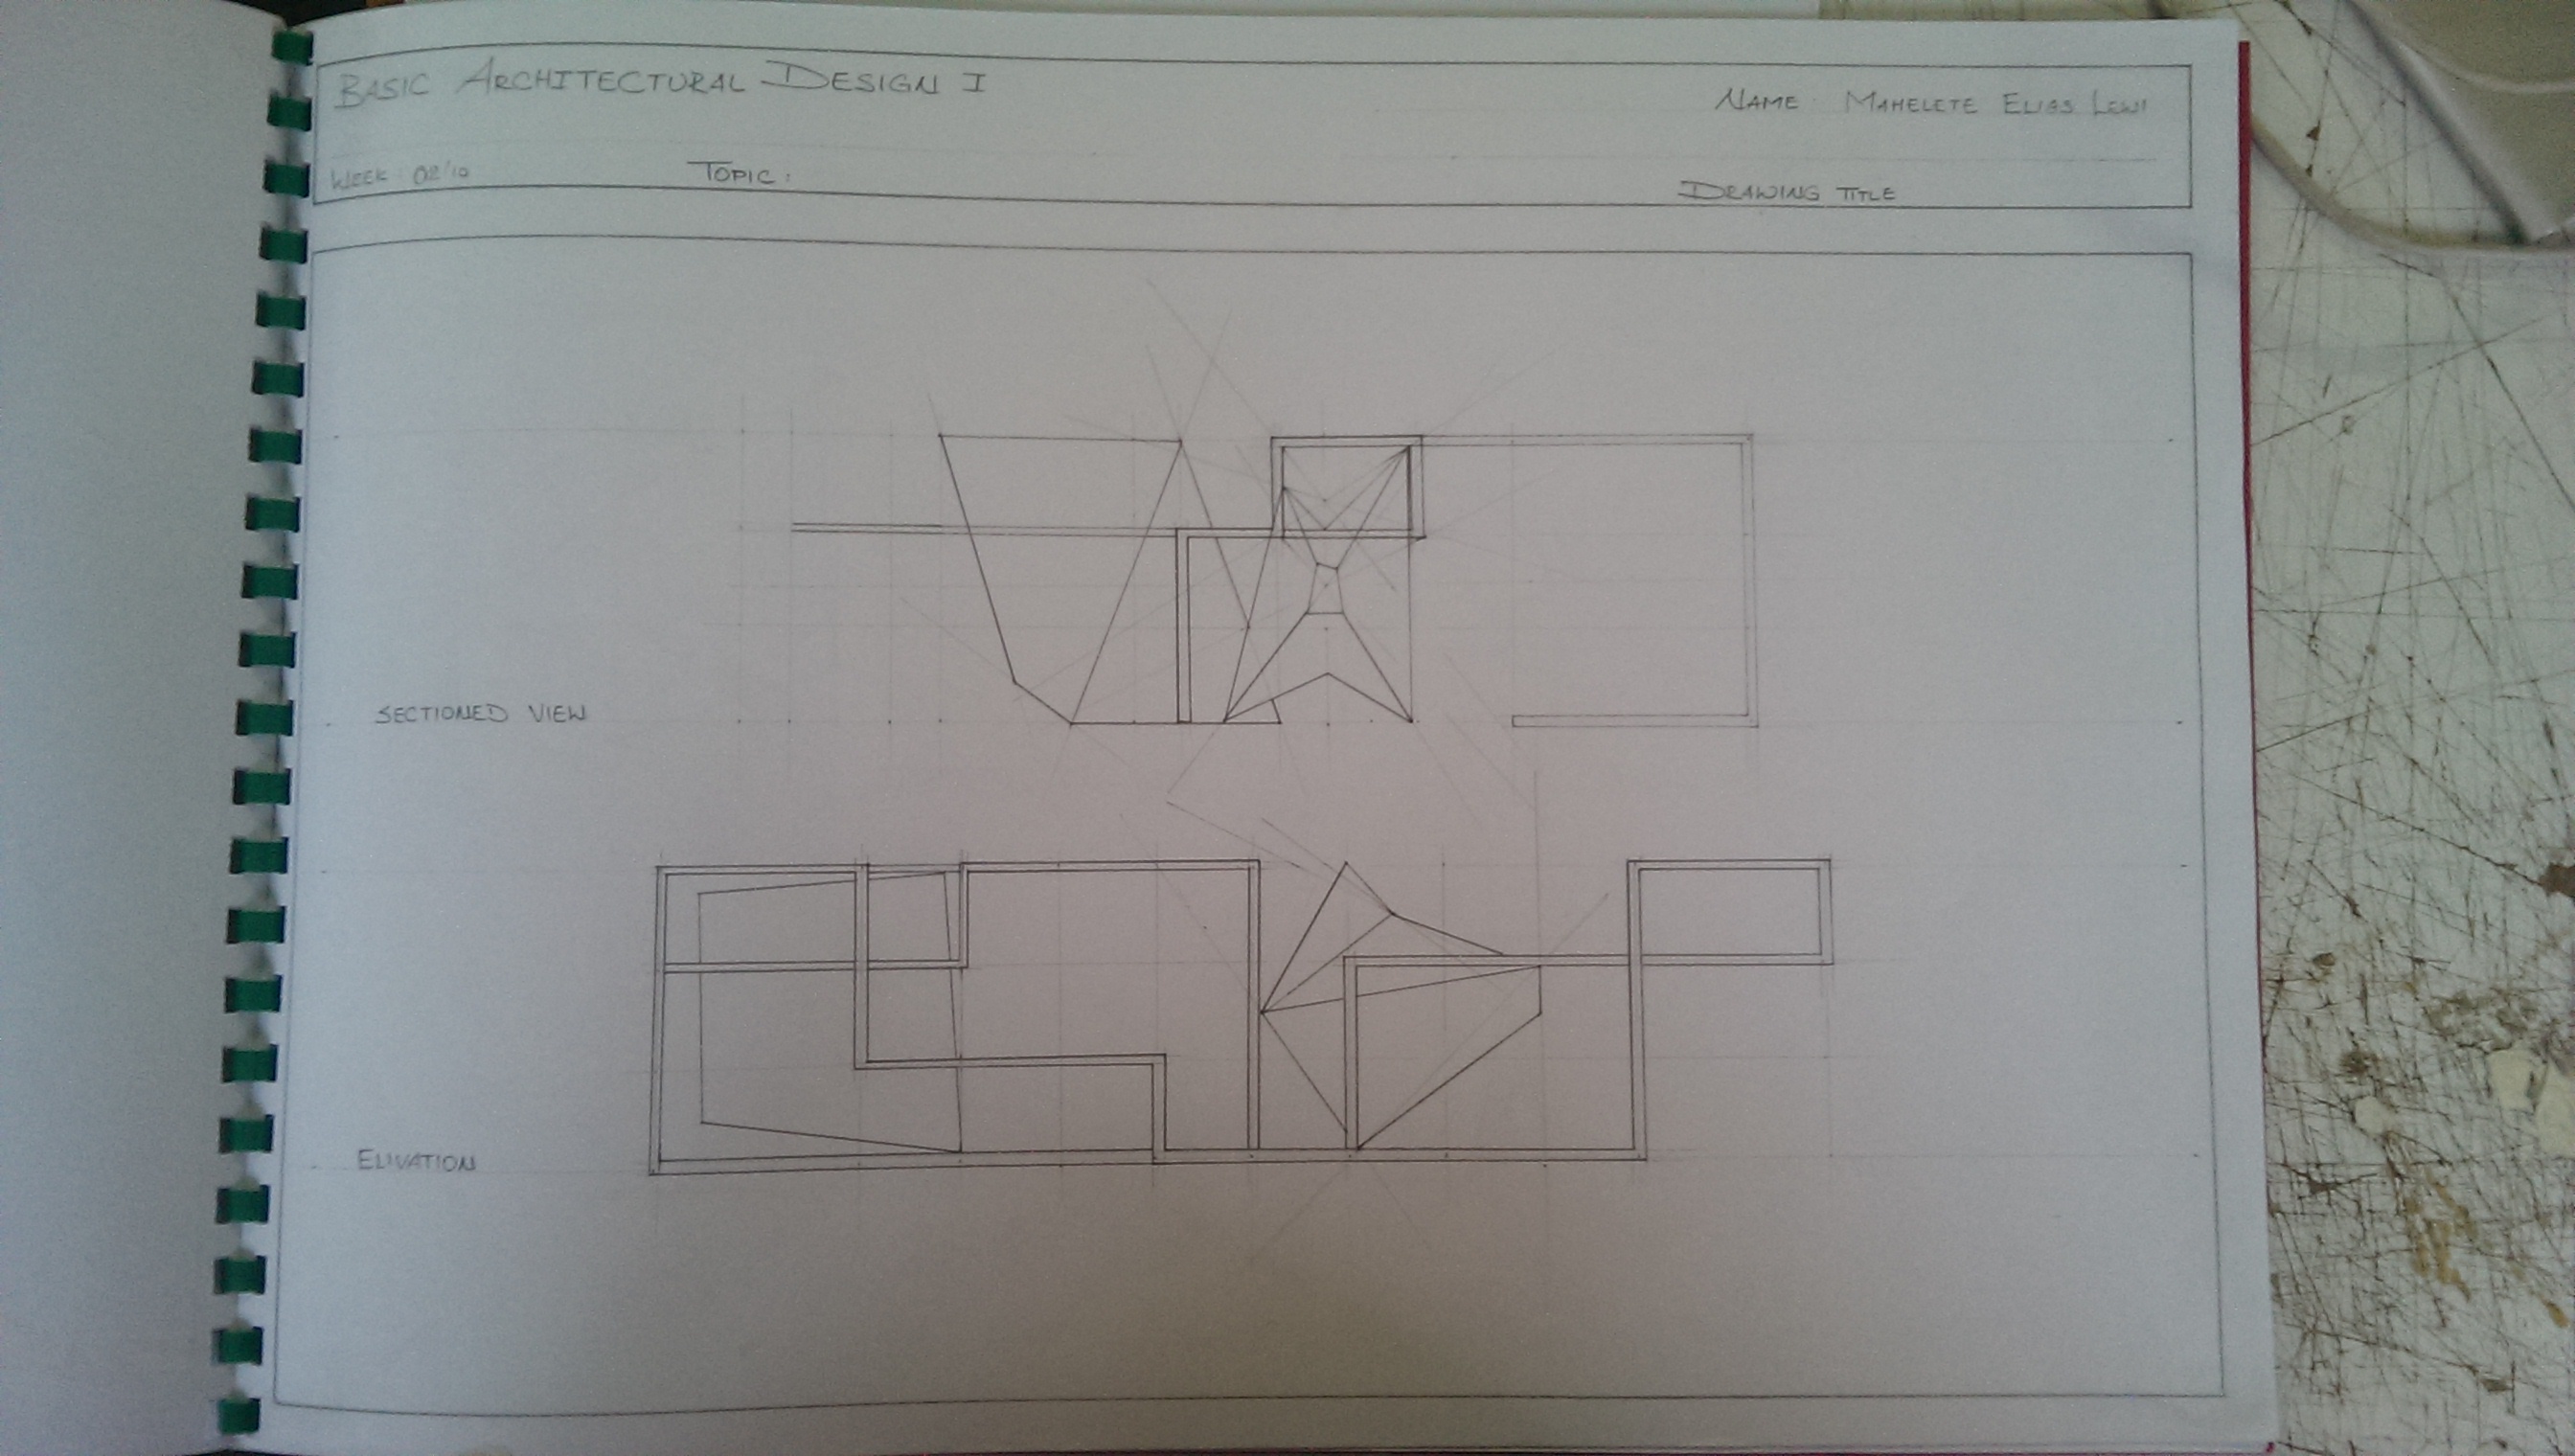 BASIC ARCHITECTURAL DESIGN I
NAME: MAHELETE ELIAS LEWI
WEEK: 02/10 TOPIC: DRAWING TITLE
SECTIONED VIEW
ELIVATION